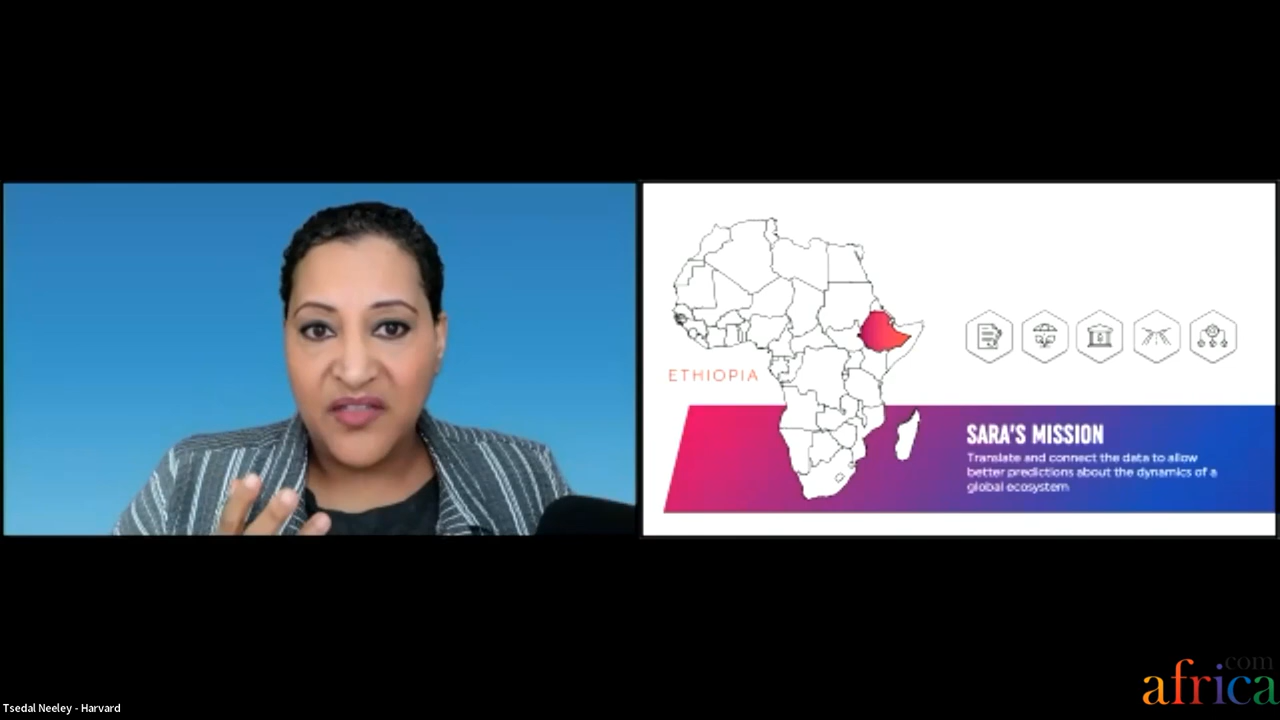 ETHIOPIA
SARA'S MISSION
Translate and connect the data to allow
better predictions about the dynamics of a
global ecosystem
com
africa
Tsedal Neeley - Harvard